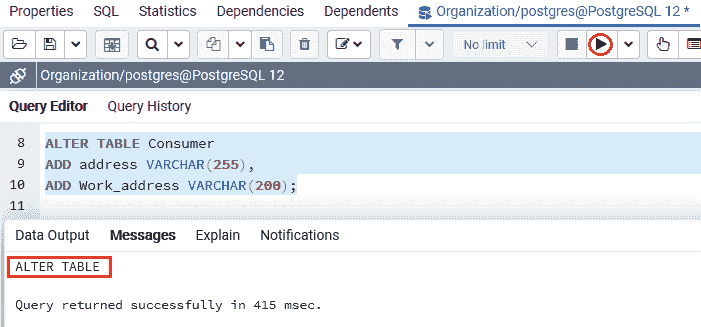 Properties SQL Statistics Dependencies Dependents Organization/postgres@PostgreSQL 12 *
No limit
Organization/postgres@PostgreSQL 12
Query Editor Query History
8 ALTER TABLE Consumer
9 ADD address VARCHAR(255),
10 ADD Work_address VARCHAR(200);
11
Data Output Messages Explain Notifications
ALTER TABLE
Query returned successfully in 415 msec.